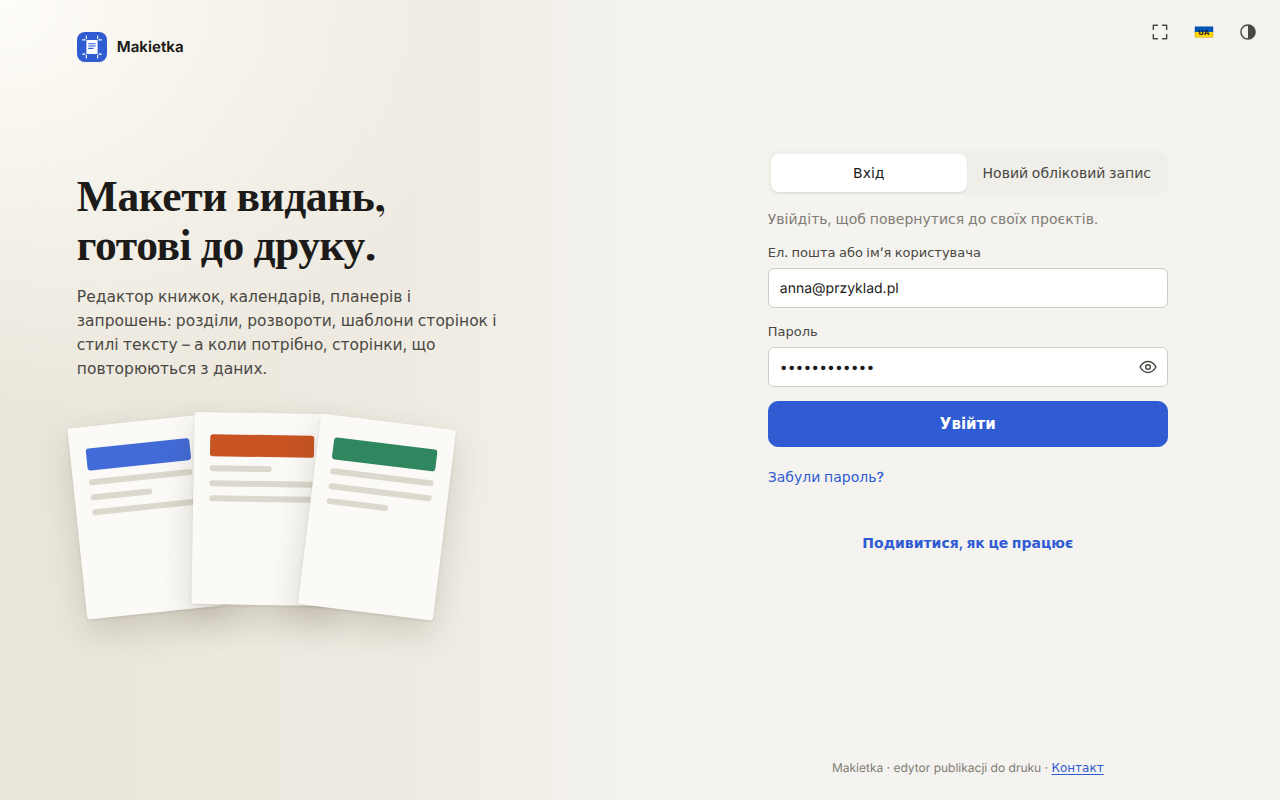 Makietka
UA
Макети видань,
готові до друку.
Редактор книжок, календарів, планерів і
запрошень: розділи, розвороти, шаблони сторінок і
стилі тексту – а коли потрібно, сторінки, що
повторюються з даних.
Вхід
Новий обліковий запис
Увійдіть, щоб повернутися до своїх проєктів.
Ел. пошта або ім’я користувача
anna@przyklad.pl
Пароль
••••••••••••
Увійти
Забули пароль?
Подивитися, як це працює
Makietka · edytor publikacji do druku · Контакт